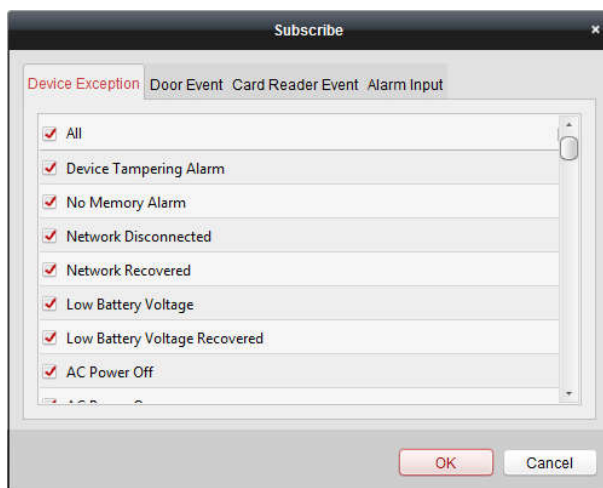 Subscribe
Device Exception Door Event Card Reader Event Alarm Input
All
Device Tampering Alarm
No Memory Alarm
Network Disconnected
Network Recovered
Low Battery Voltage
Low Battery Voltage Recovered
AC Power Off
OK Cancel